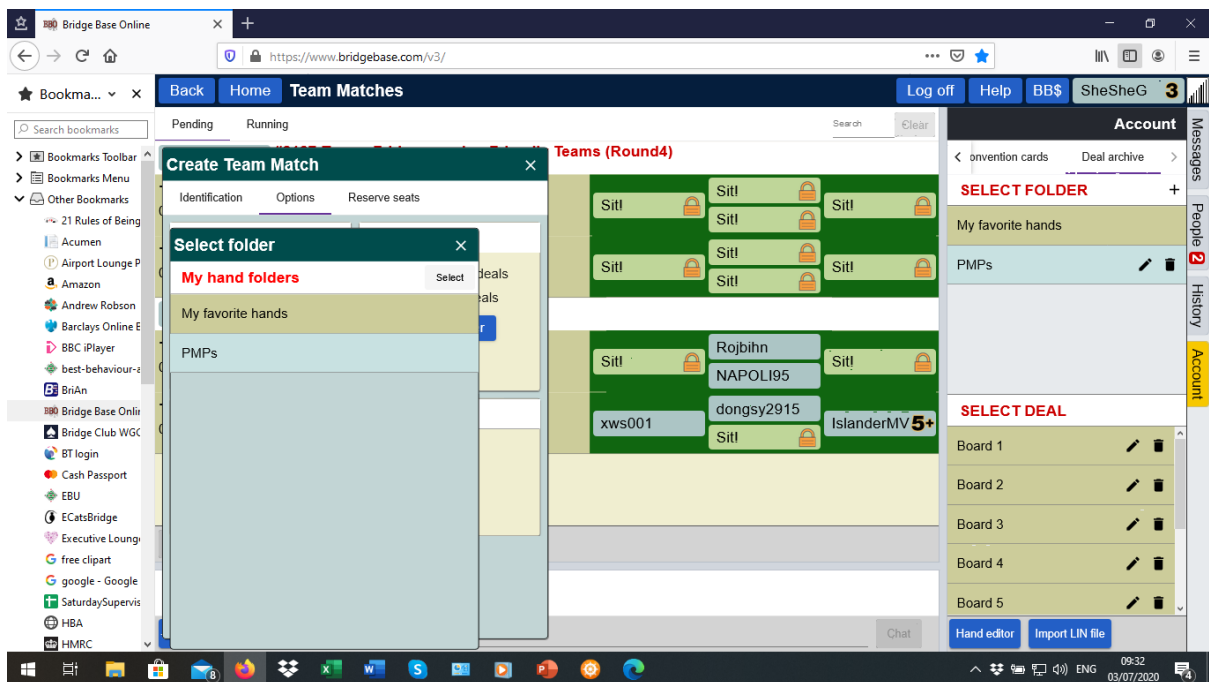 BBO Bridge Base Online
https://www.bridgebase.com/v3/
Bookma...
Back Home Team Matches Log off Help BB$ SheSheG 3
Search bookmarks
Pending Running Search Clear
Account
Bookmarks Toolbar
Bookmarks Menu
Other Bookmarks
21 Rules of Being
Acumen
Airport Lounge P
Amazon
Andrew Robson
Barclays Online E
BBC iPlayer
best-behaviour-a
BriAn
Bridge Base Onlin
Bridge Club WGC
BT login
Cash Passport
EBU
ECatsBridge
Executive Lounge
free clipart
google - Google
SaturdaySupervis
HBA
HMRC
Teams (Round4)
Create Team Match
Identification Options Reserve seats
Select folder
My hand folders Select
My favorite hands
PMPs
deals
eals
r
Sit! Sit! Sit!
Sit!
Sit! Sit! Sit!
Sit!
Sit! Rojbihn Sit!
NAPOLI95
xws001 dongsy2915 IslanderMV 5+
Sit!
Chat
onvention cards Deal archive
SELECT FOLDER +
My favorite hands
PMPs
SELECT DEAL
Board 1
Board 2
Board 3
Board 4
Board 5
Hand editor Import LIN file
Messages
People 2
History
Account
8
ENG 09:32
03/07/2020
4